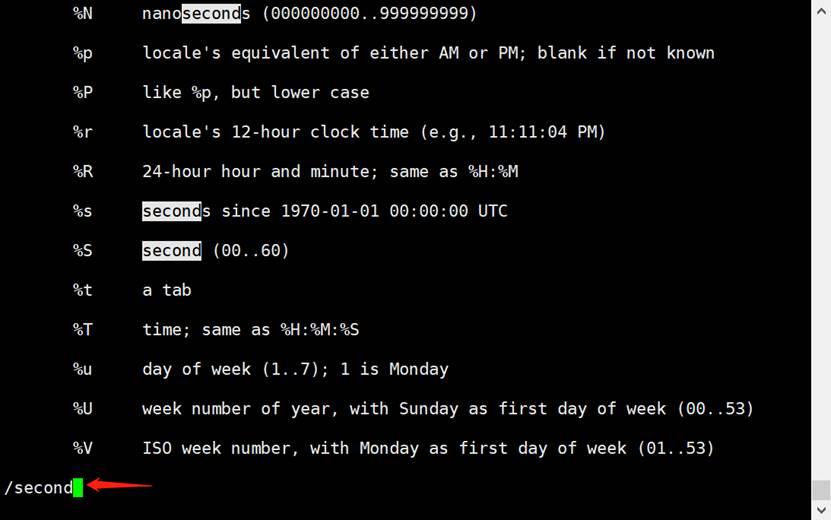 %N nanoseconds (000000000..999999999)
%p locale's equivalent of either AM or PM; blank if not known
%P like %p, but lower case
%r locale's 12-hour clock time (e.g., 11:11:04 PM)
%R 24-hour hour and minute; same as %H:%M
%s seconds since 1970-01-01 00:00:00 UTC
%S second (00..60)
%t a tab
%T time; same as %H:%M:%S
%u day of week (1..7); 1 is Monday
%U week number of year, with Sunday as first day of week (00..53)
%V ISO week number, with Monday as first day of week (01..53)
/second